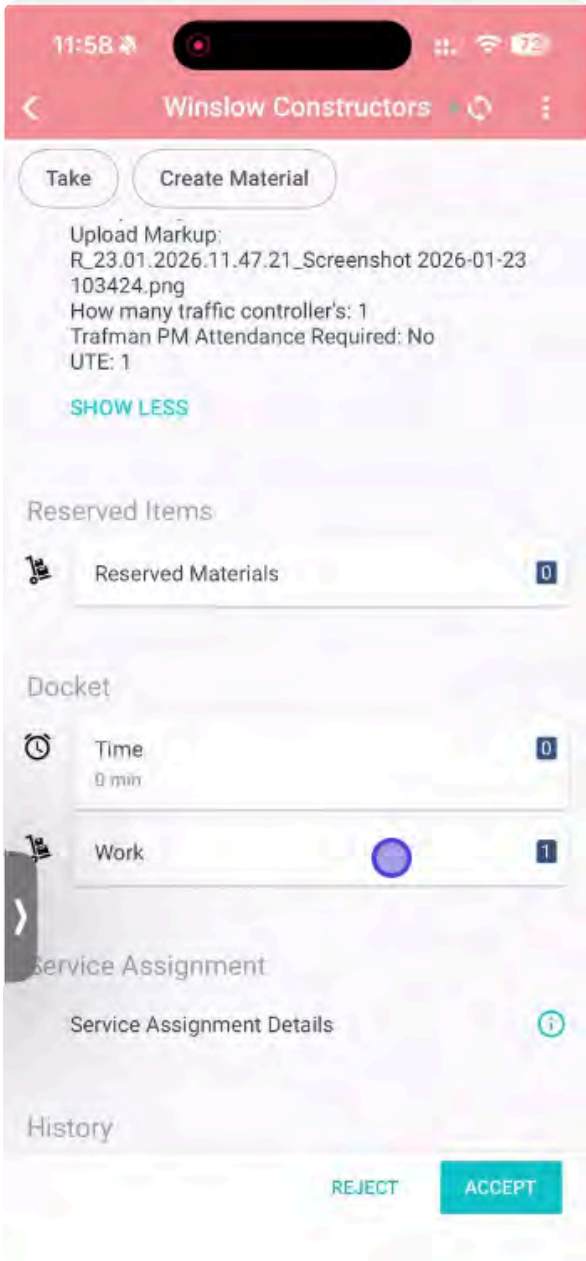 11:58
72
Winslow Constructors
Take
Create Material
Upload Markup:
R_23.01.2026.11.47.21_Screenshot 2026-01-23
103424.png
How many traffic controller's: 1
Trafman PM Attendance Required: No
UTE: 1
SHOW LESS
Reserved Items
Reserved Materials 0
Docket
Time 0
0 min
Work 1
Service Assignment
Service Assignment Details
History
REJECT ACCEPT